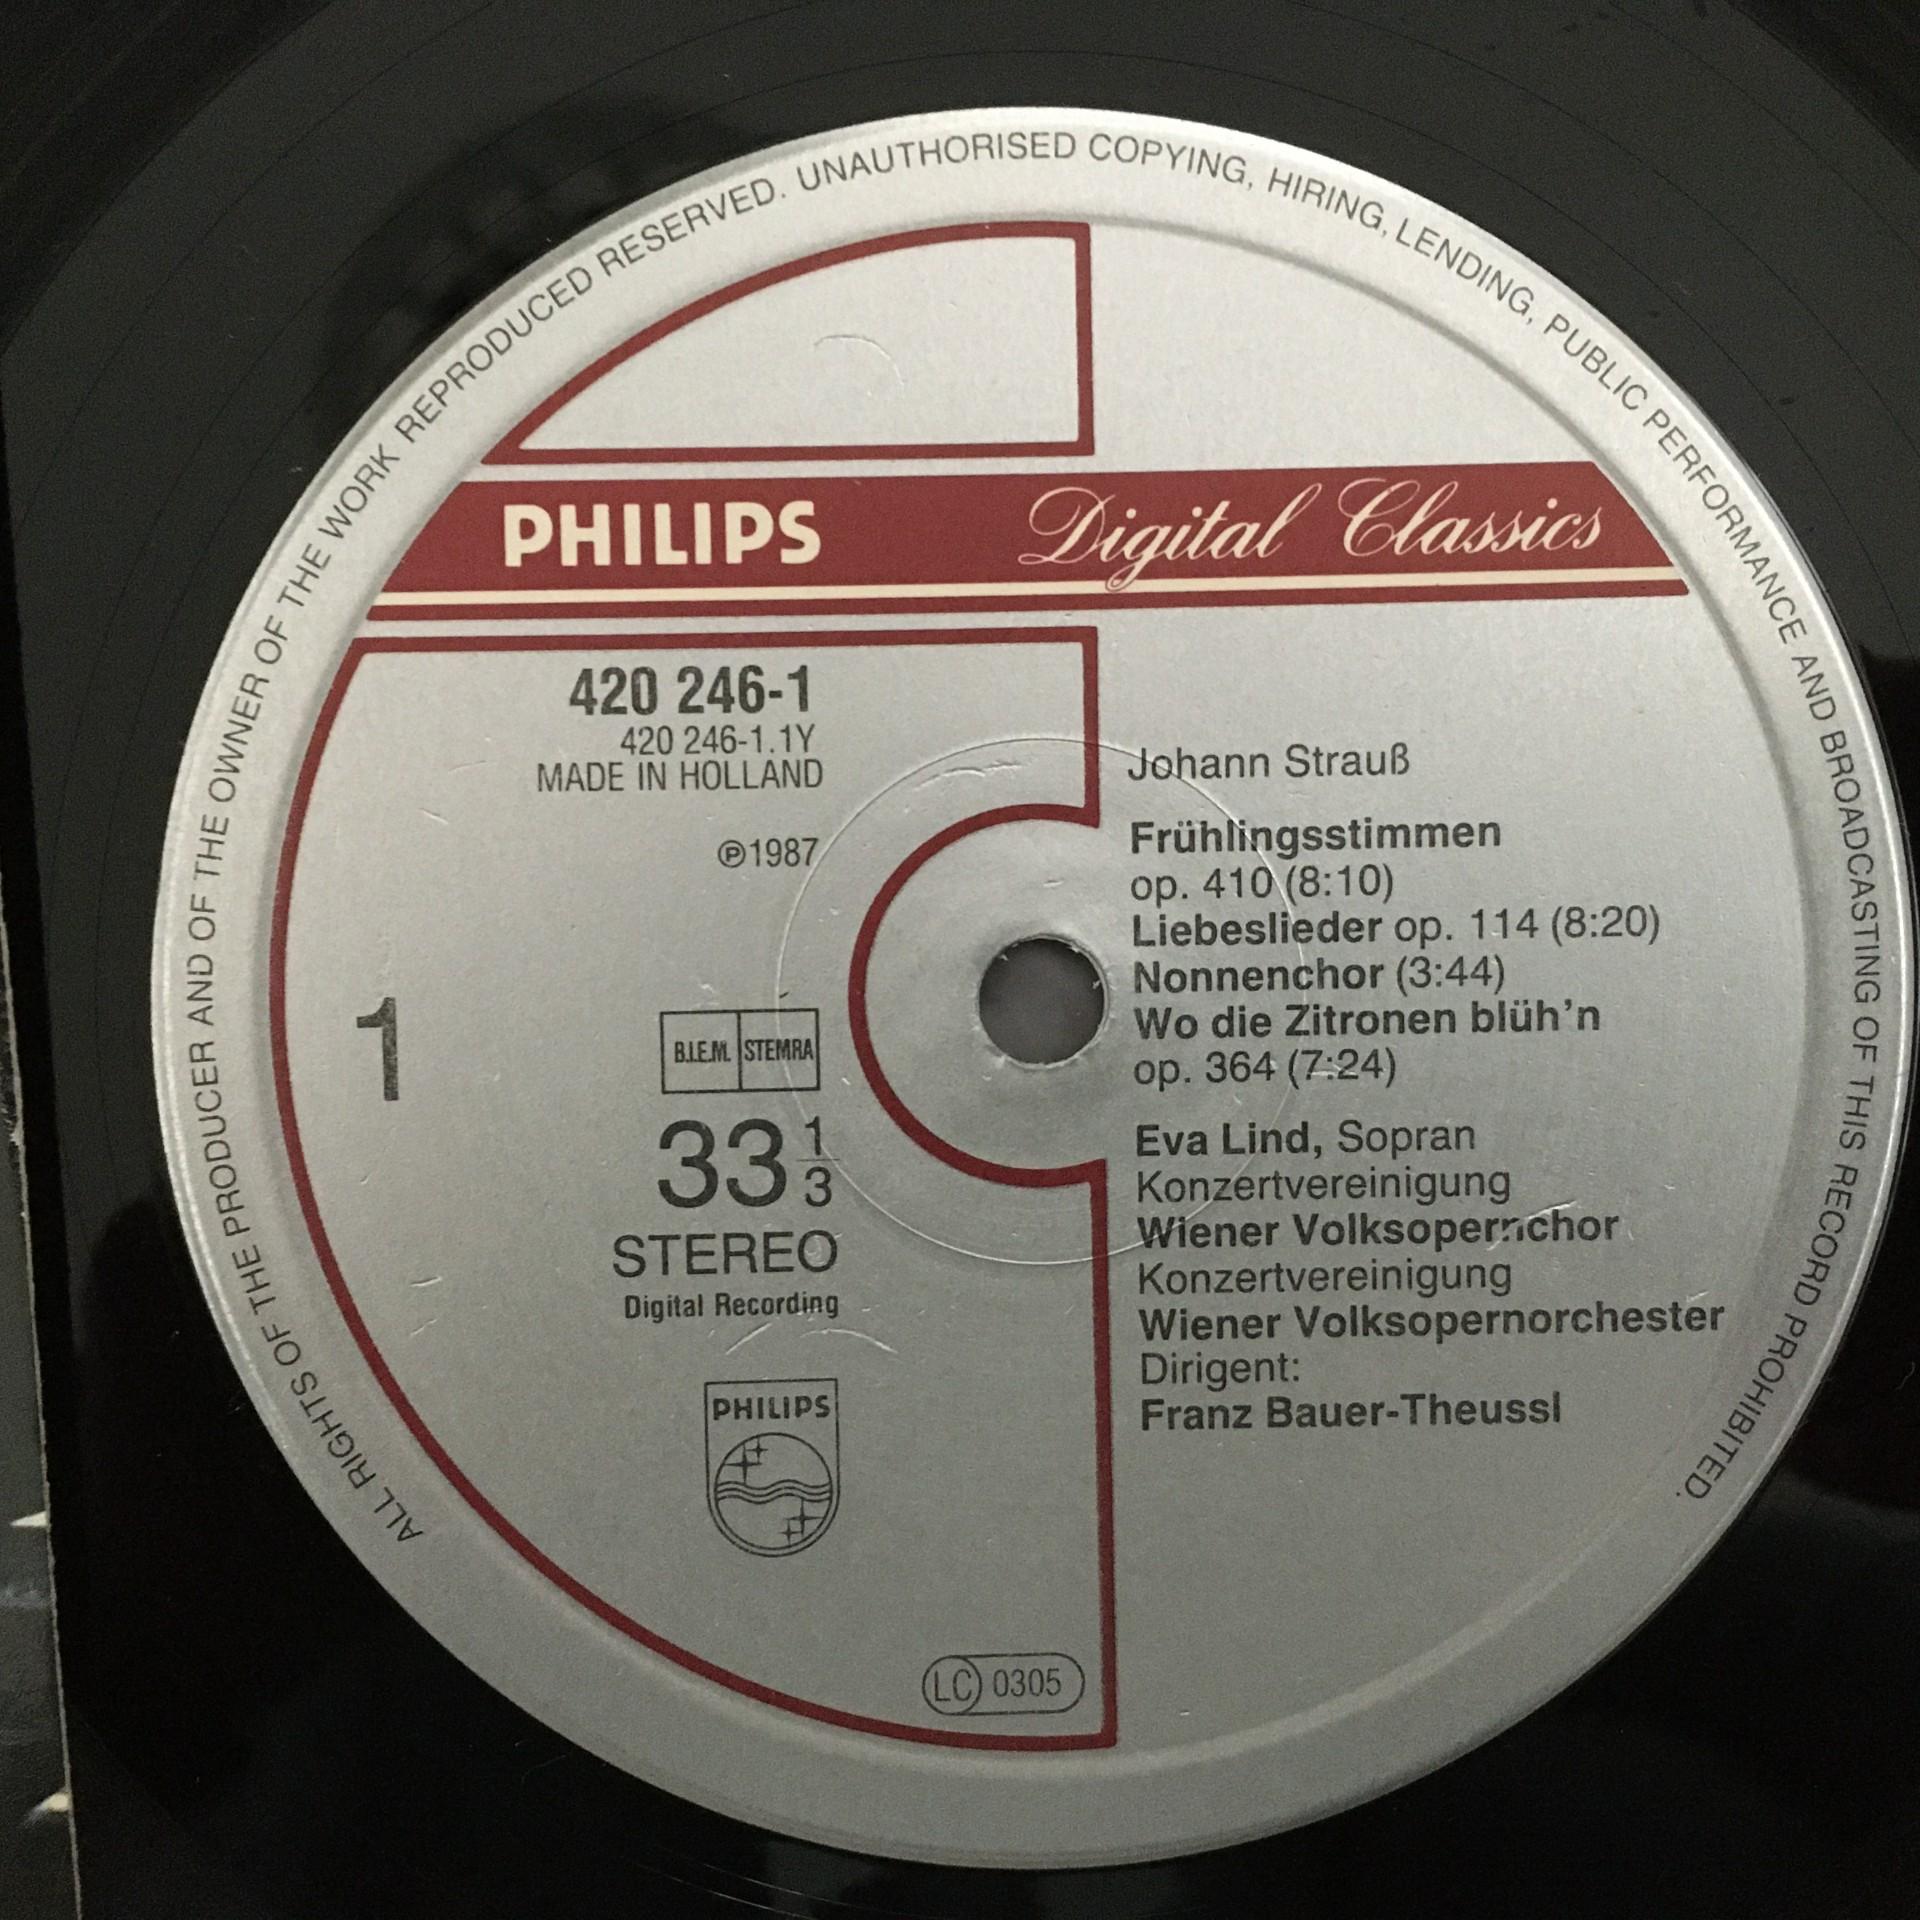 ALL RIGHTS OF THE PRODUCER AND OF THE OWNER OF THE WORK REPRODUCED RESERVED. UNAUTHORISED COPYING, HIRING, LENDING, PUBLIC PERFORMANCE AND BROADCASTING OF THIS RECORD PROHIBITED.
PHILIPS Digital Classics
420 246-1
420 246-1.1Y
MADE IN HOLLAND
℗1987
1
B.I.E.M. STEMRA
33 1/3
STEREO
Digital Recording
PHILIPS
LC 0305
Johann Strauß
Frühlingsstimmen
op. 410 (8:10)
Liebeslieder op. 114 (8:20)
Nonnenchor (3:44)
Wo die Zitronen blüh'n
op. 364 (7:24)
Eva Lind, Sopran
Konzertvereinigung
Wiener Volksopernchor
Konzertvereinigung
Wiener Volksopernorchester
Dirigent:
Franz Bauer-Theussl